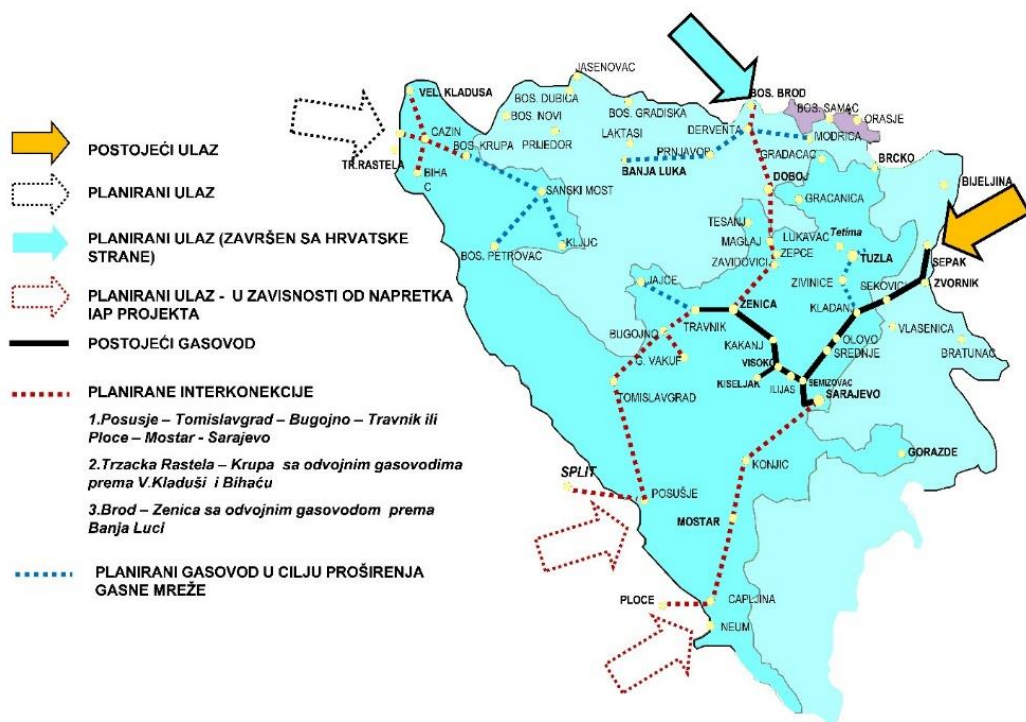 POSTOJEĆI ULAZ
PLANIRANI ULAZ
PLANIRANI ULAZ (ZAVRŠEN SA HRVATSKE
STRANE)
PLANIRANI ULAZ - U ZAVISNOSTI OD NAPRETKA
IAP PROJEKTA
POSTOJEĆI GASOVOD
PLANIRANE INTERKONEKCIJE
1.Posusje – Tomislavgrad – Bugojno – Travnik ili
Ploce – Mostar - Sarajevo
2.Trzacka Rastela – Krupa sa odvojnim gasovodima
prema V.Kladuši i Bihaću
3.Brod – Zenica sa odvojnim gasovodom prema
Banja Luci
PLANIRANI GASOVOD U CILJU PROŠIRENJA
GASNE MREŽE
JASENOVAC
VEL. KLADUSA
BOS. DUBICA
BOS. GRADISKA
BOS. BROD
BOS. NOVI
BOS. SAMAC
ORASJE
CAZIN
PRIJEDOR
LAKTASI
DERVENTA
MODRICA
TR.RASTELA
BOS. KRUPA
PRNJAVOR
GRADAČAC
BRCKO
BANJA LUKA
BIHA
C
DOBOJ
BIJELJINA
SANSKI MOST
GRACANICA
TESANJ
LUKAVAC
Tetima
MAGLAJ
TUZLA
BOS. PETROVAC
KLJUC
ZEPCE
SEPAK
ZAVIDOVICI
JAJCE
ZIVINICE
SEKOVICI
ZVORNIK
ZENICA
KLADANJ
TRAVNIK
BUGOJNO
VLASENICA
KAKANJ
OLOVO
G. VAKUF
VISOKO
SREDNJE
BRATUNAC
KISELJAK
ILIJAS
SEMIZOVAC
TOMISLAVGRAD
SARAJEVO
GORAZDE
KONJIC
SPLIT
POSUŠJE
MOSTAR
PLOCE
CAPLJINA
NEUM